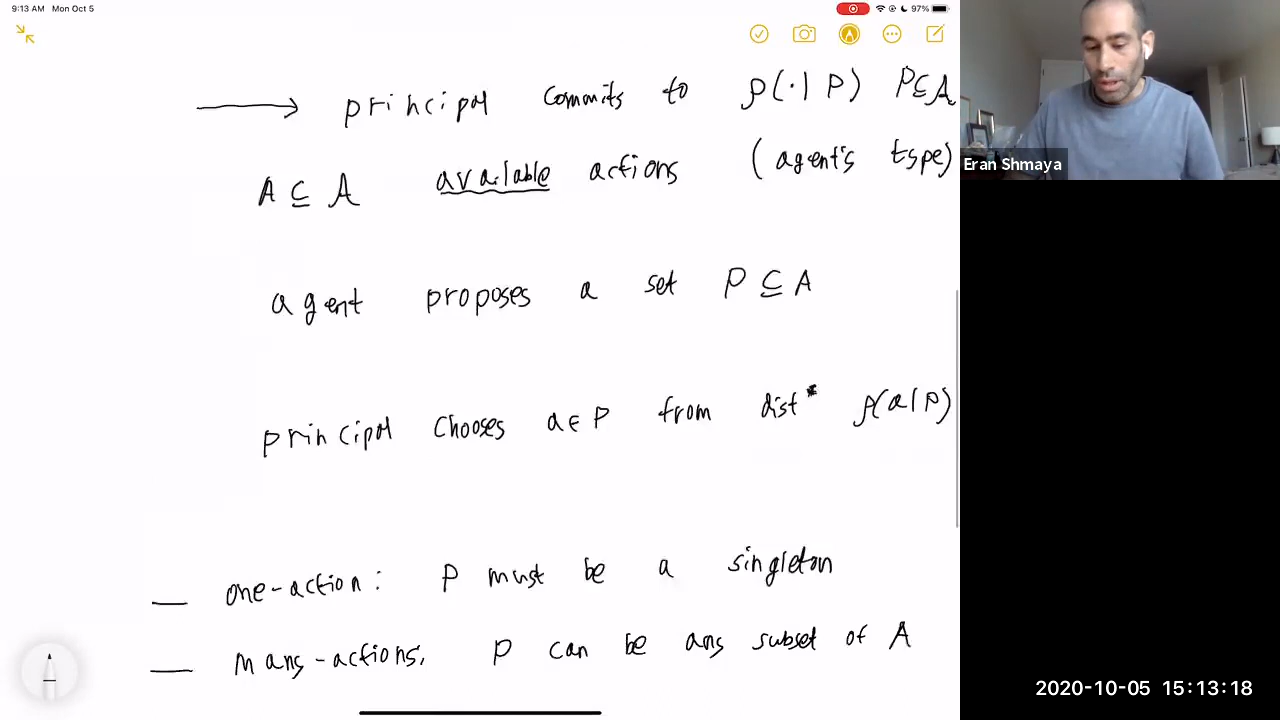 9:13 AM Mon Oct 5
97%
principal commits to ρ(·|P) P⊆𝒜
A ⊆ 𝒜 available actions (agent's type)
Eran Shmaya
agent proposes a set P ⊆ A
principal chooses a∈P from dist ρ(a|P)
one-action: P must be a singleton
many-actions, P can be any subset of A
2020-10-05 15:13:18